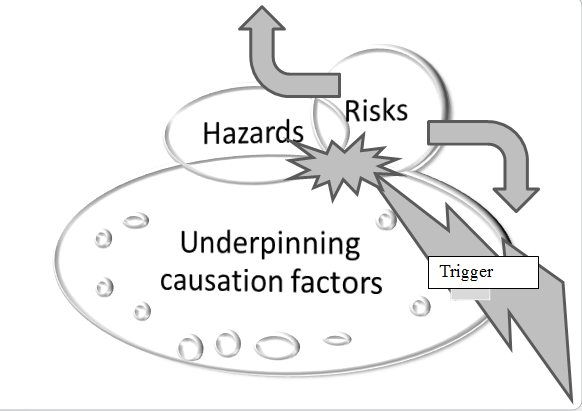 Risks
Hazards
Underpinning
causation factors
Trigger